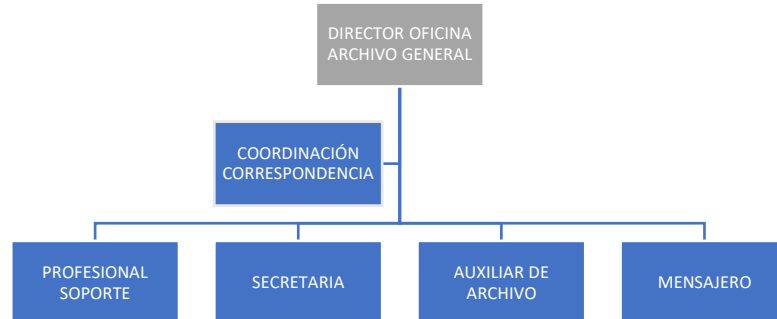 DIRECTOR OFICINA
ARCHIVO GENERAL
COORDINACIÓN
CORRESPONDENCIA
PROFESIONAL
SOPORTE
SECRETARIA
AUXILIAR DE
ARCHIVO
MENSAJERO